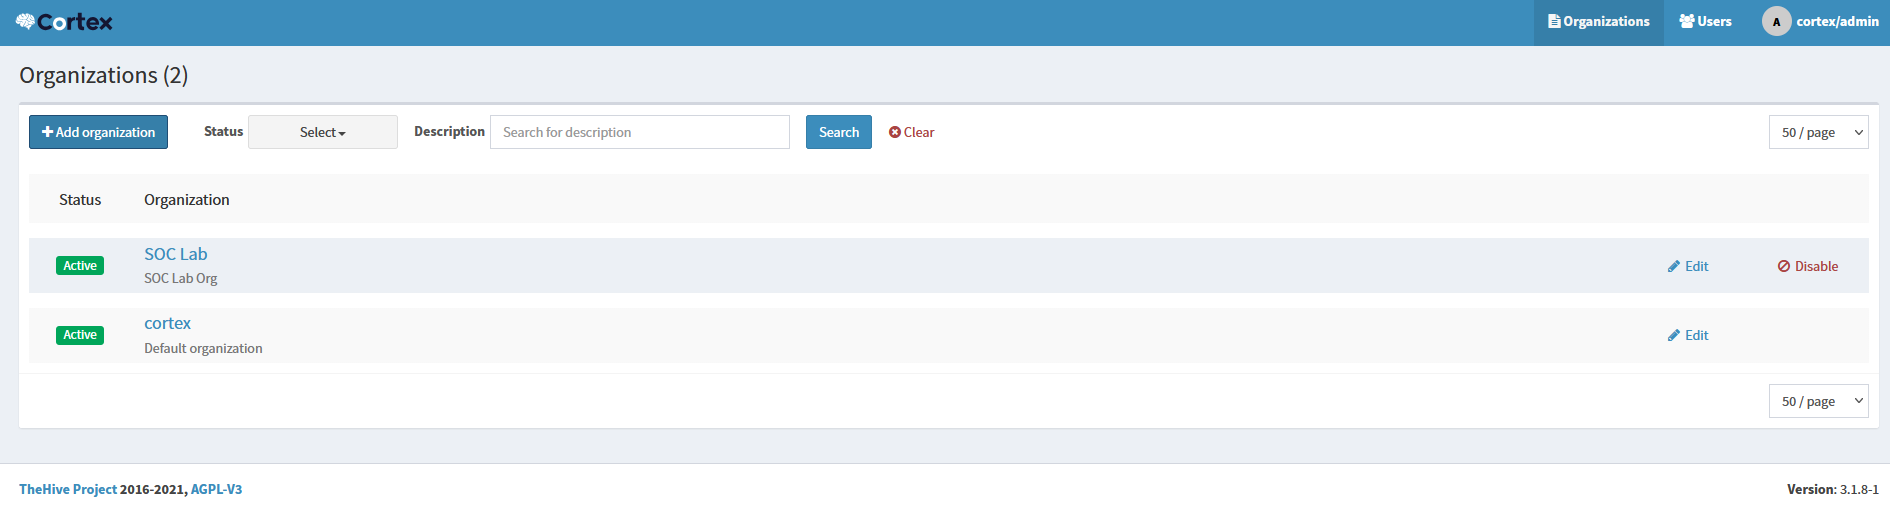 Cortex
Organizations Users A cortex/admin
Organizations (2)
Add organization Status Select Description Search for description Search Clear 50 / page
Status Organization
Active SOC Lab Edit Disable
SOC Lab Org
Active cortex Edit
Default organization
50 / page
TheHive Project 2016-2021, AGPL-V3 Version: 3.1.8-1